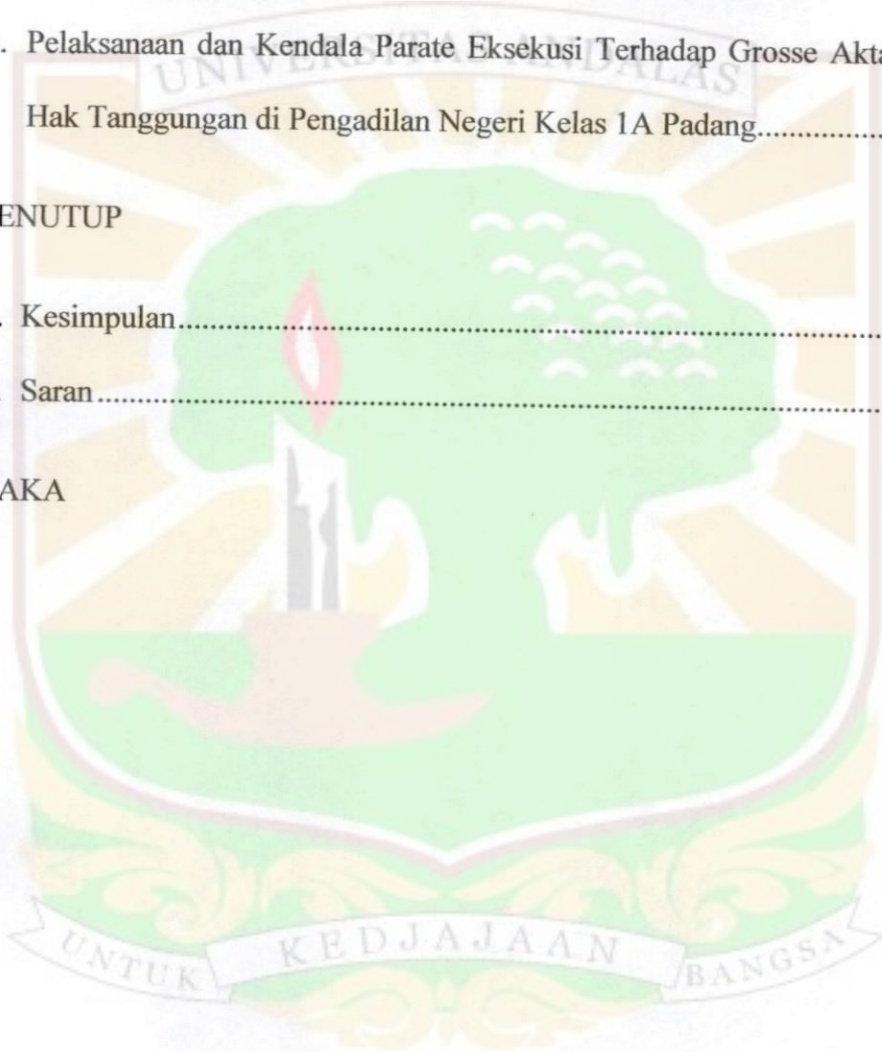 . Pelaksanaan dan Kendala Parate Eksekusi Terhadap Grosse Akta
UNIVERSITAS ANDALAS
Hak Tanggungan di Pengadilan Negeri Kelas 1A Padang................
ENUTUP
. Kesimpulan........................................................................
. Saran....................................................................................
AKA
UNTUK KEDJAJAAN BANGSA